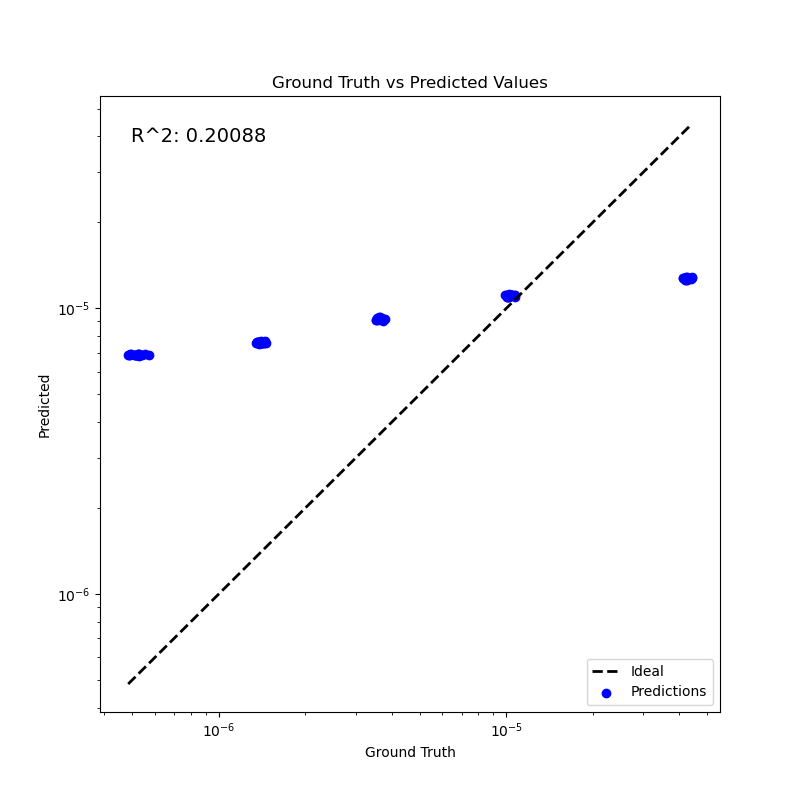 Ground Truth vs Predicted Values
R^2: 0.20088
10⁻⁵
Predicted
10⁻⁶
Ideal
Predictions
10⁻⁶ 10⁻⁵
Ground Truth